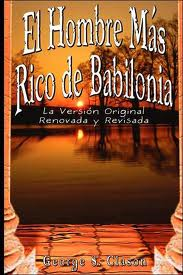 El Hombre Más
Rico de Babilonia
La Versión Original
Renovada y Revisada
George S. Clason